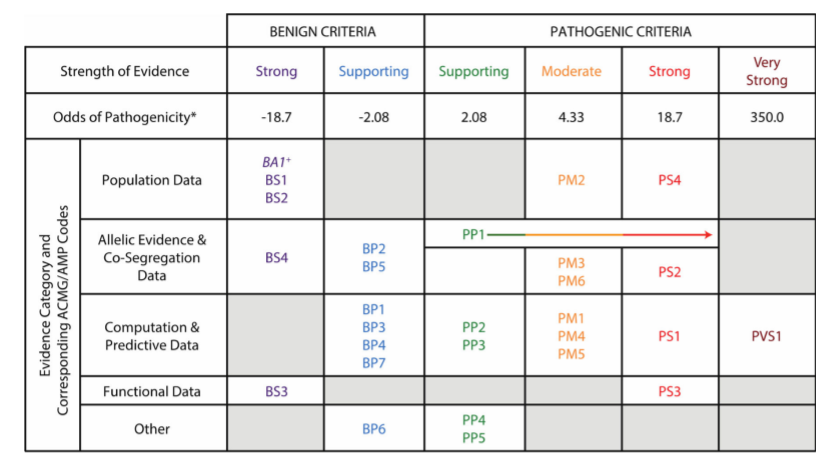 BENIGN CRITERIA
PATHOGENIC CRITERIA
Strength of Evidence
Strong
Supporting
Supporting
Moderate
Strong
Very
Strong
Odds of Pathogenicity*
-18.7
-2.08
2.08
4.33
18.7
350.0
Evidence Category and
Corresponding ACMG/AMP Codes
Population Data
BA1+
BS1
BS2
PM2
PS4
Allelic Evidence &
Co-Segregation
Data
BS4
BP2
BP5
PP1
PM3
PM6
PS2
Computation &
Predictive Data
BP1
BP3
BP4
BP7
PP2
PP3
PM1
PM4
PM5
PS1
PVS1
Functional Data
BS3
PS3
Other
BP6
PP4
PP5